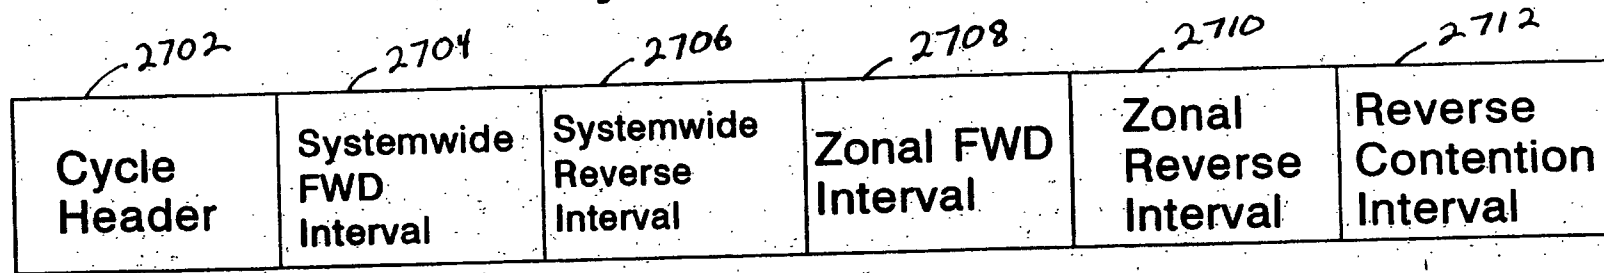 2702 2704 2706 2708 2710 2712
Cycle
Header
Systemwide
FWD
Interval
Systemwide
Reverse
Interval
Zonal FWD
Interval
Zonal
Reverse
Interval
Reverse
Contention
Interval